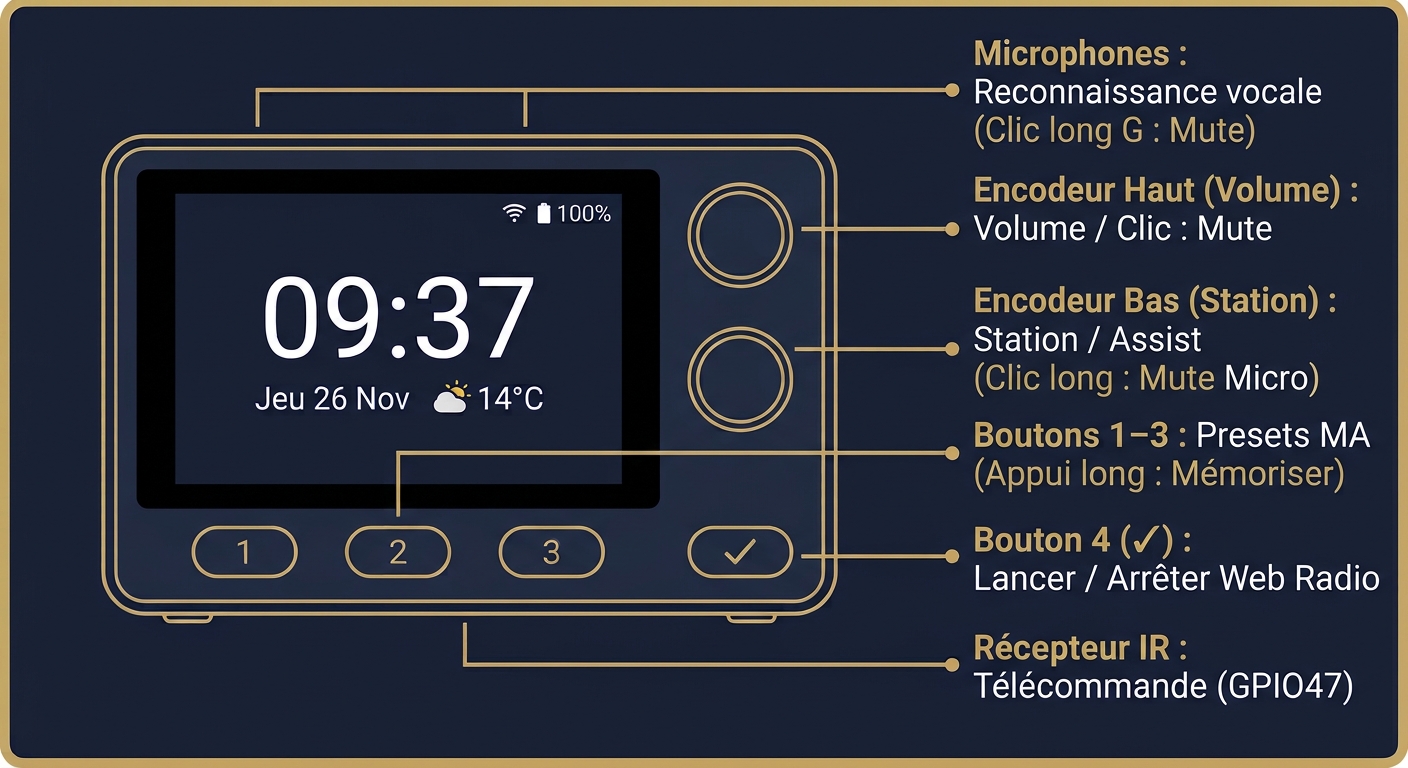 Microphones :
Reconnaissance vocale
(Clic long G : Mute)
Encodeur Haut (Volume) :
Volume / Clic : Mute
Encodeur Bas (Station) :
Station / Assist
(Clic long : Mute Micro)
Boutons 1–3 : Presets MA
(Appui long : Mémoriser)
Bouton 4 (✓) :
Lancer / Arrêter Web Radio
Récepteur IR :
Télécommande (GPIO47)
100%
09:37
Jeu 26 Nov 14°C
1 2 3 ✓